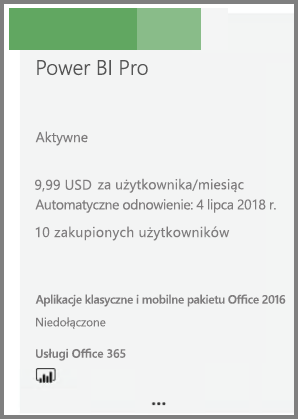 Power BI Pro
Aktywne
9,99 USD za użytkownika/miesiąc
Automatyczne odnowienie: 4 lipca 2018 r.
10 zakupionych użytkowników
Aplikacje klasyczne i mobilne pakietu Office 2016
Niedołączone
Usługi Office 365